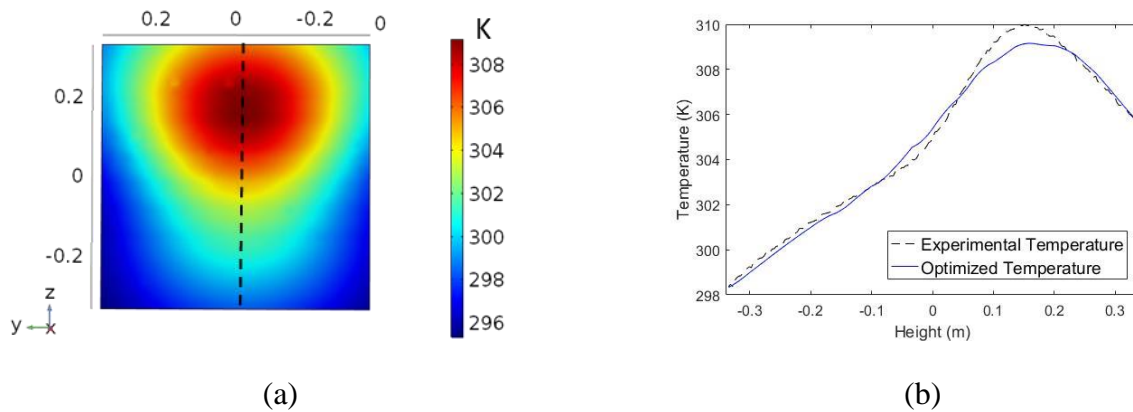 0.2 0 -0.2 0
K
0.2
0
-0.2
z
y x
308
306
304
302
300
298
296
(a)
310
308
306
304
302
300
298
Temperature (K)
-0.3 -0.2 -0.1 0 0.1 0.2 0.3
Height (m)
Experimental Temperature
Optimized Temperature
(b)